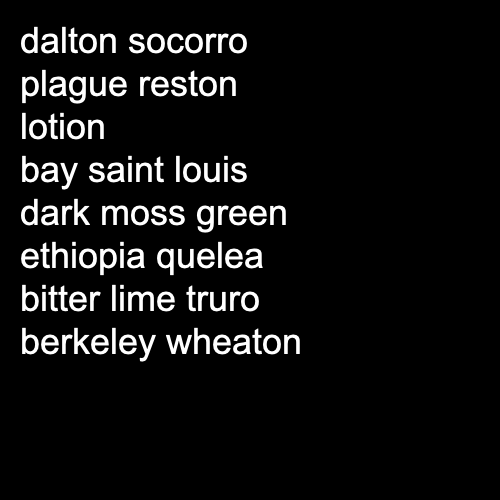 dalton socorro
plague reston
lotion
bay saint louis
dark moss green
ethiopia quelea
bitter lime truro
berkeley wheaton